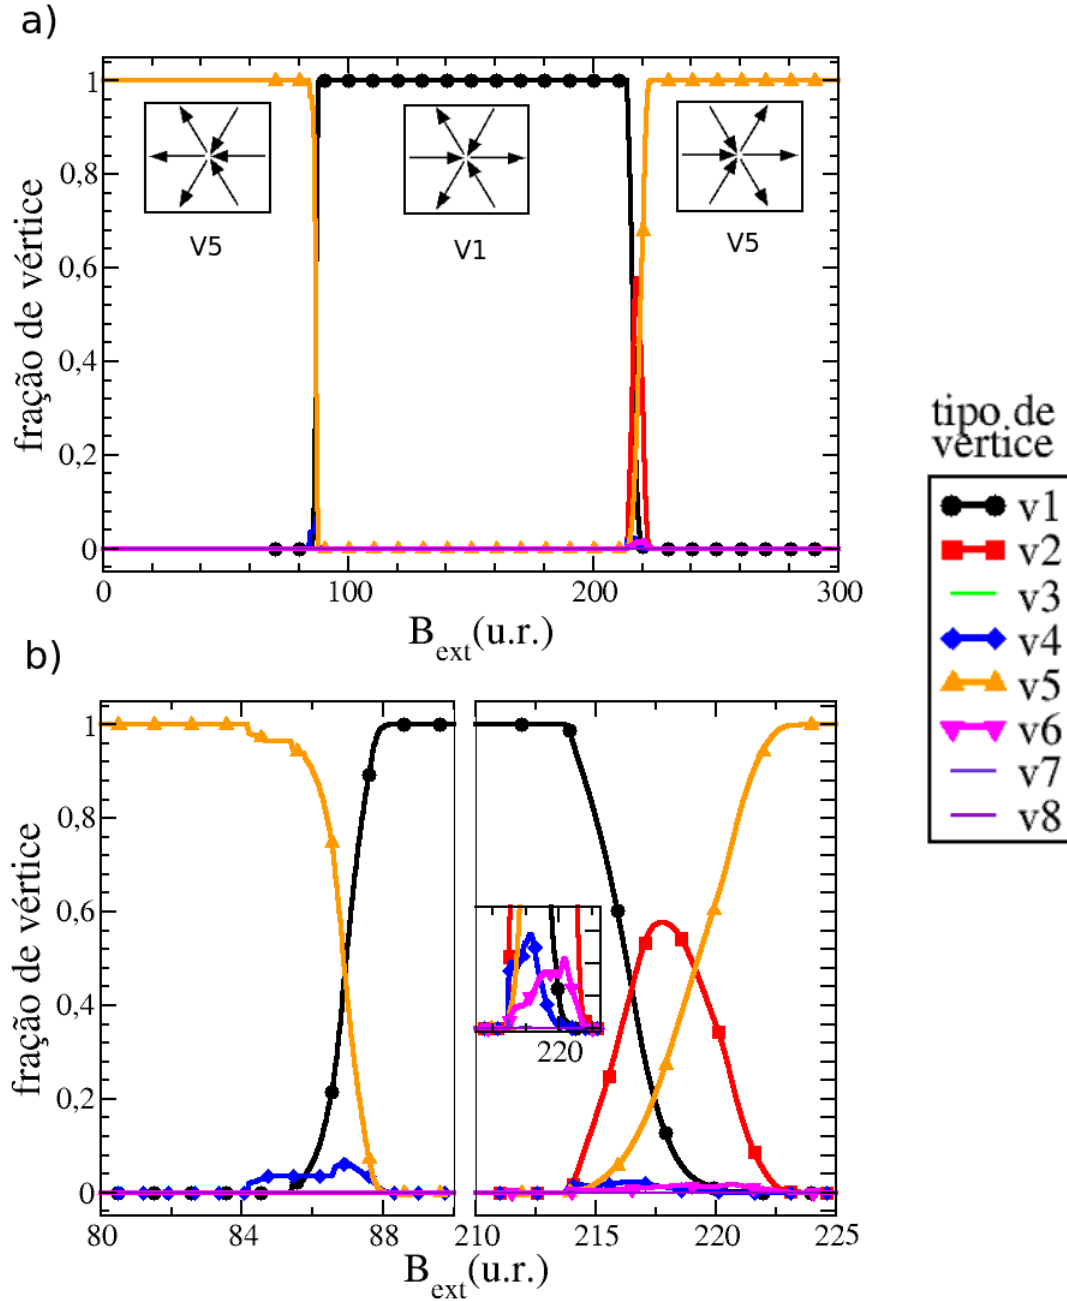 a)
1
0,8
0,6
0,4
0,2
0
fração de vértice
V5
V1
V5
0 100 200 300
B_ext(u.r.)
tipo de
vértice
v1
v2
v3
v4
v5
v6
v7
v8
b)
1
0,8
0,6
0,4
0,2
0
fração de vértice
220
80 84 88 210 215 220 225
B_ext(u.r.)